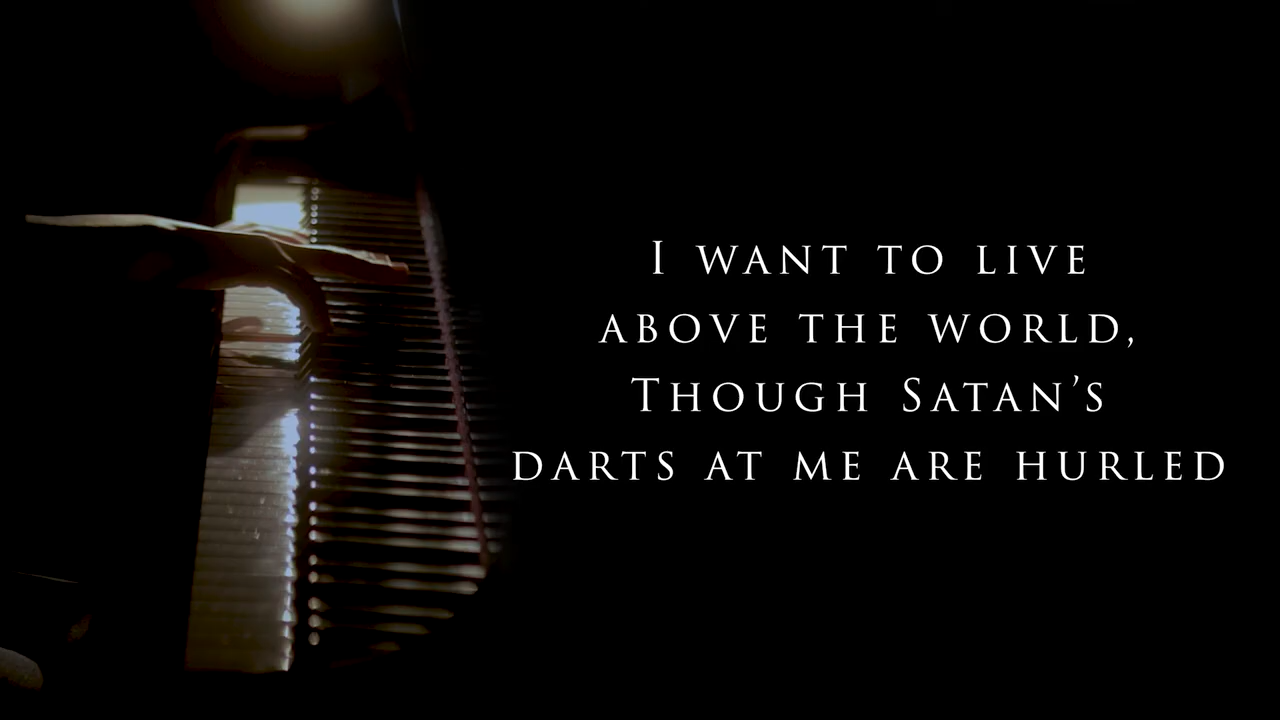 I want to live
above the world,
Though Satan's
darts at me are hurled